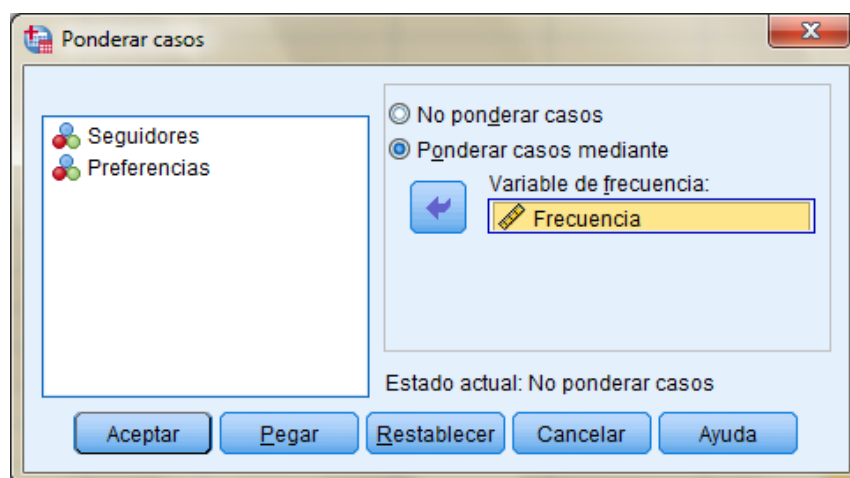 Ponderar casos
Seguidores
Preferencias
No ponderar casos
Ponderar casos mediante
Variable de frecuencia:
Frecuencia
Estado actual: No ponderar casos
Aceptar
Pegar
Restablecer
Cancelar
Ayuda